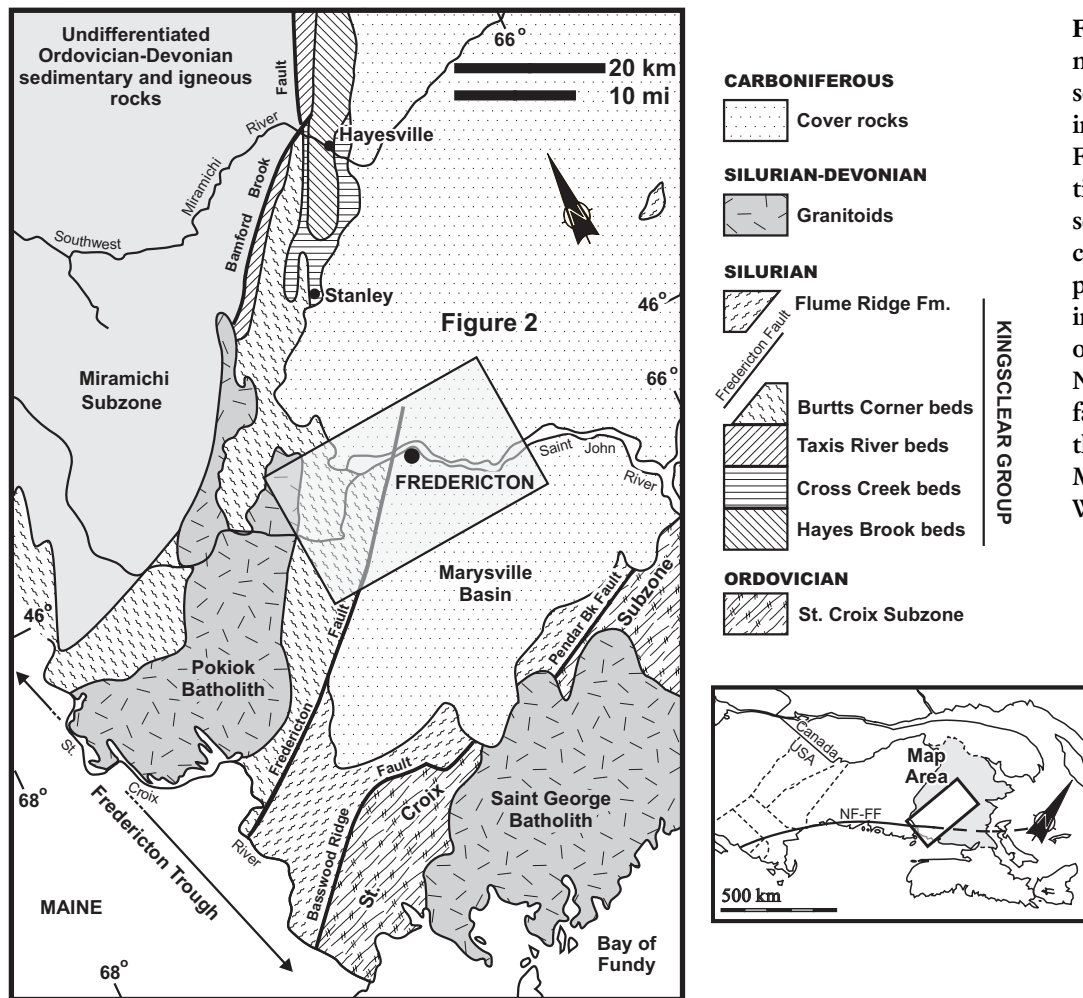 Undifferentiated
Ordovician-Devonian
sedimentary and igneous
rocks
Fault
66°
20 km
10 mi
River
Hayesville
Miramichi
Brook
Southwest
Bamford
Stanley
46°
Figure 2
66°
Miramichi
Subzone
Saint John
River
FREDERICTON
Marysville
Basin
Pendar Bk Fault
Subzone
46°
Fault
Pokiok
Batholith
Fredericton
St.
Croix
River
68°
Fredericton Trough
Fault
Croix
Saint George
Batholith
Basswood Ridge
St.
MAINE
Bay of
Fundy
68°
CARBONIFEROUS
Cover rocks
SILURIAN-DEVONIAN
Granitoids
SILURIAN
Flume Ridge Fm.
Fredericton Fault
Burtts Corner beds
Taxis River beds
Cross Creek beds
Hayes Brook beds
KINGSCLEAR GROUP
ORDOVICIAN
St. Croix Subzone
Canada
USA
Map
Area
NF-FF
500 km